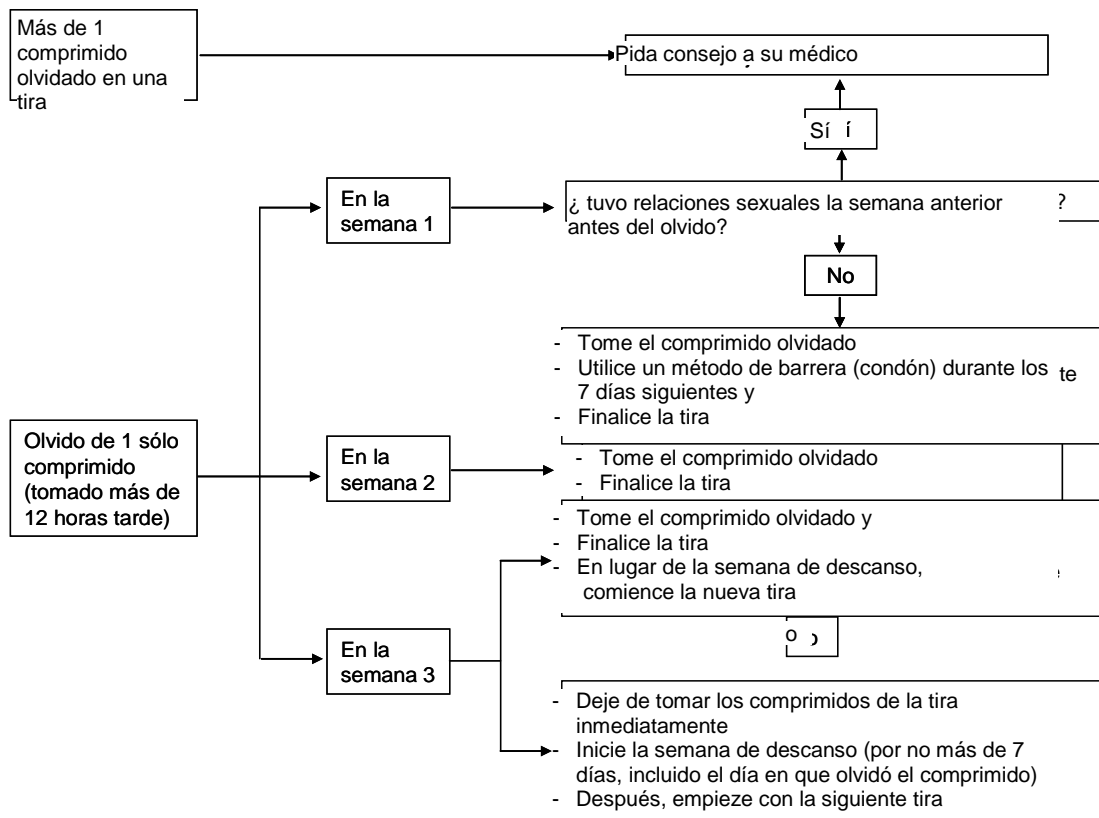 Más de 1
comprimido
olvidado en una
tira
Pida consejo a su médico
Sí
En la
semana 1
¿ tuvo relaciones sexuales la semana anterior ?
antes del olvido?
No
- Tome el comprimido olvidado
- Utilice un método de barrera (condón) durante los te
7 días siguientes y
- Finalice la tira
Olvido de 1 sólo
comprimido
(tomado más de
12 horas tarde)
En la
semana 2
- Tome el comprimido olvidado
- Finalice la tira
- Tome el comprimido olvidado y
- Finalice la tira
- En lugar de la semana de descanso,
comience la nueva tira
o
En la
semana 3
- Deje de tomar los comprimidos de la tira
inmediatamente
- Inicie la semana de descanso (por no más de 7
días, incluido el día en que olvidó el comprimido)
- Después, empieze con la siguiente tira